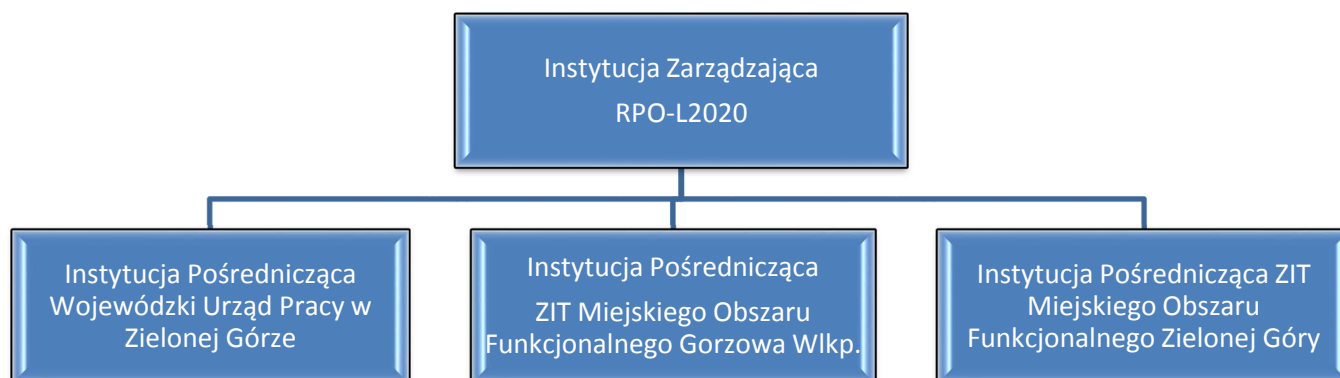 Instytucja Zarządzająca
RPO-L2020
Instytucja Pośrednicząca
Wojewódzki Urząd Pracy w
Zielonej Górze
Instytucja Pośrednicząca
ZIT Miejskiego Obszaru
Funkcjonalnego Gorzowa Wlkp.
Instytucja Pośrednicząca ZIT
Miejskiego Obszaru
Funkcjonalnego Zielonej Góry